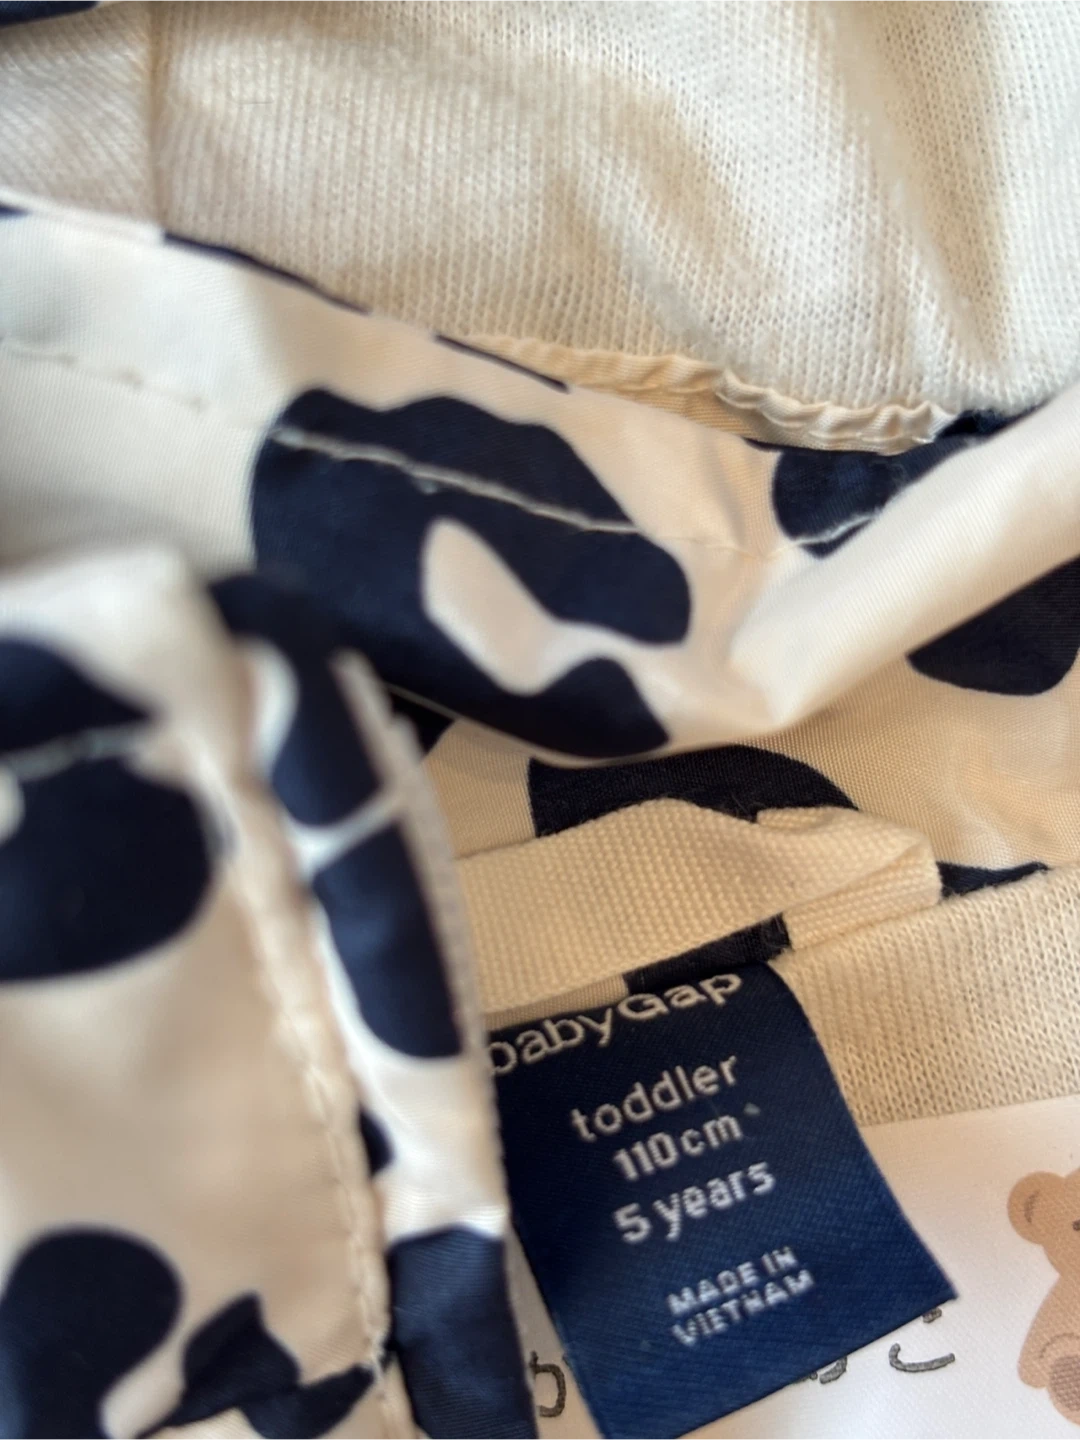 babyGap
toddler
110cm
5 years
MADE IN
VIETNAM